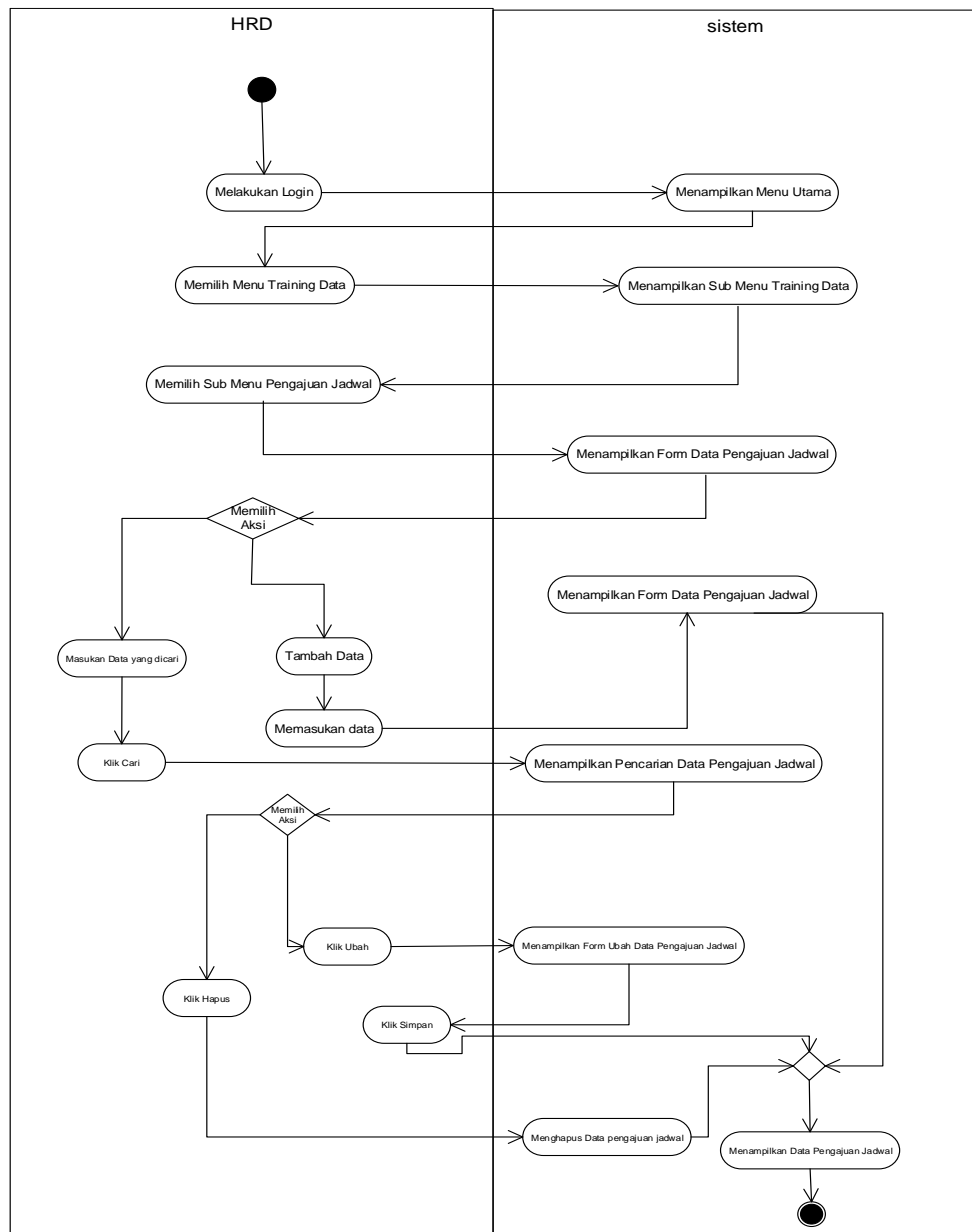 HRD
sistem
Melakukan Login
Menampilkan Menu Utama
Memilih Menu Training Data
Menampilkan Sub Menu Training Data
Memilih Sub Menu Pengajuan Jadwal
Menampilkan Form Data Pengajuan Jadwal
Memilih
Aksi
Menampilkan Form Data Pengajuan Jadwal
Masukan Data yang dicari
Tambah Data
Memasukan data
Klik Cari
Menampilkan Pencarian Data Pengajuan Jadwal
Memilih
Aksi
Klik Ubah
Menampilkan Form Ubah Data Pengajuan Jadwal
Klik Hapus
Klik Simpan
Menghapus Data pengajuan jadwal
Menampilkan Data Pengajuan Jadwal